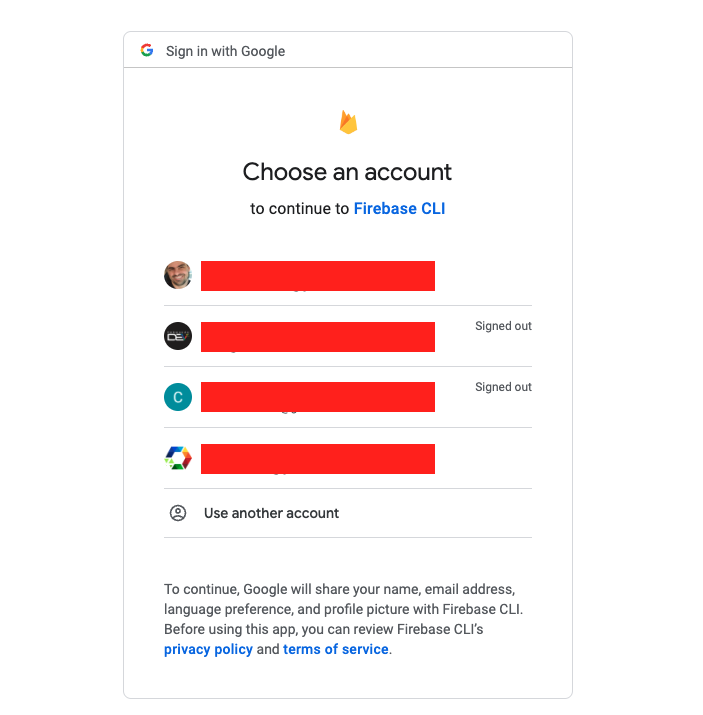 Sign in with Google
Choose an account
to continue to Firebase CLI
Signed out
Signed out
C
Use another account
To continue, Google will share your name, email address,
language preference, and profile picture with Firebase CLI.
Before using this app, you can review Firebase CLI's
privacy policy and terms of service.